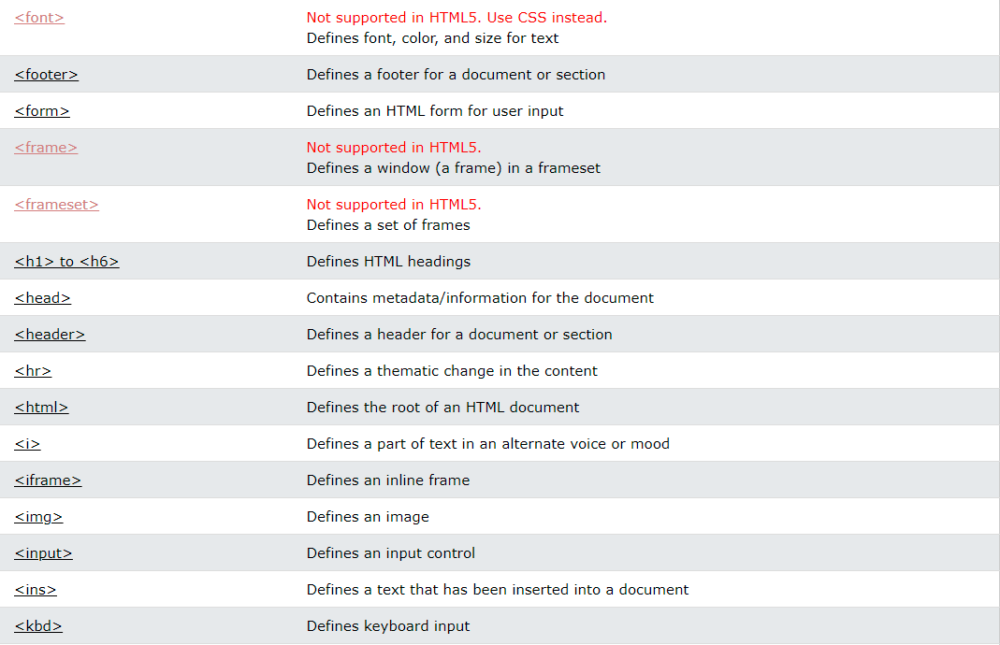 <font> Not supported in HTML5. Use CSS instead.
Defines font, color, and size for text
<footer> Defines a footer for a document or section
<form> Defines an HTML form for user input
<frame> Not supported in HTML5.
Defines a window (a frame) in a frameset
<frameset> Not supported in HTML5.
Defines a set of frames
<h1> to <h6> Defines HTML headings
<head> Contains metadata/information for the document
<header> Defines a header for a document or section
<hr> Defines a thematic change in the content
<html> Defines the root of an HTML document
<i> Defines a part of text in an alternate voice or mood
<iframe> Defines an inline frame
<img> Defines an image
<input> Defines an input control
<ins> Defines a text that has been inserted into a document
<kbd> Defines keyboard input